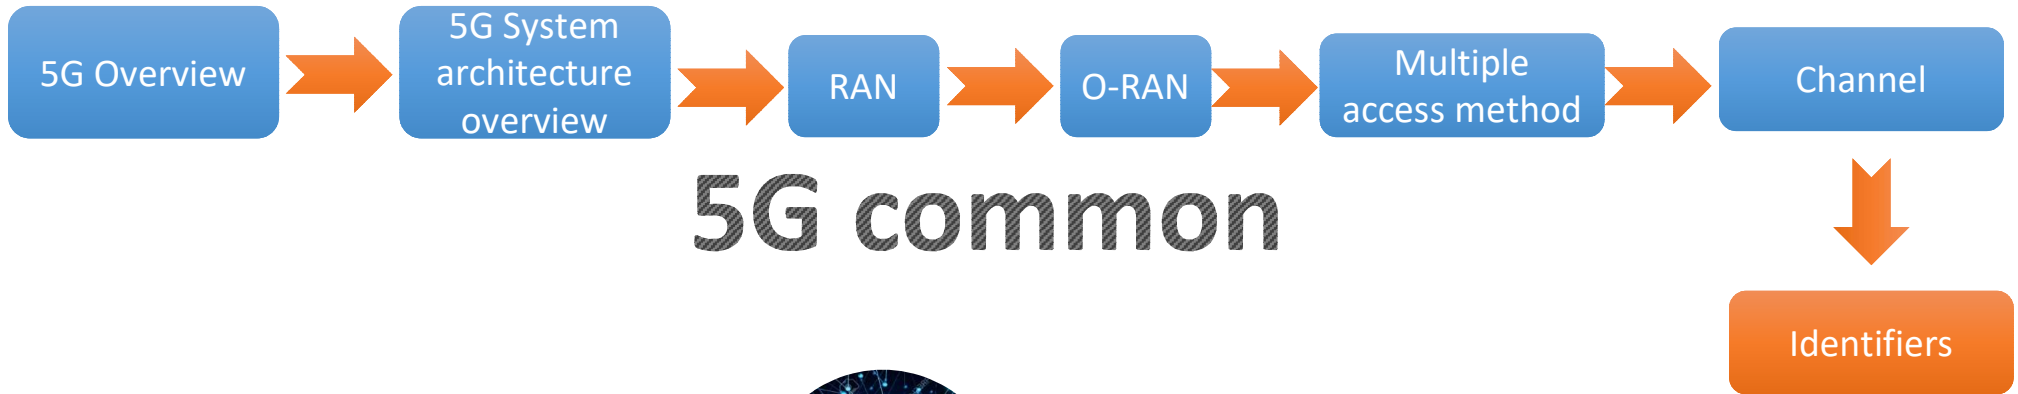 5G Overview
5G System
architecture
overview
RAN
O-RAN
Multiple
access method
Channel
5G common
Identifiers